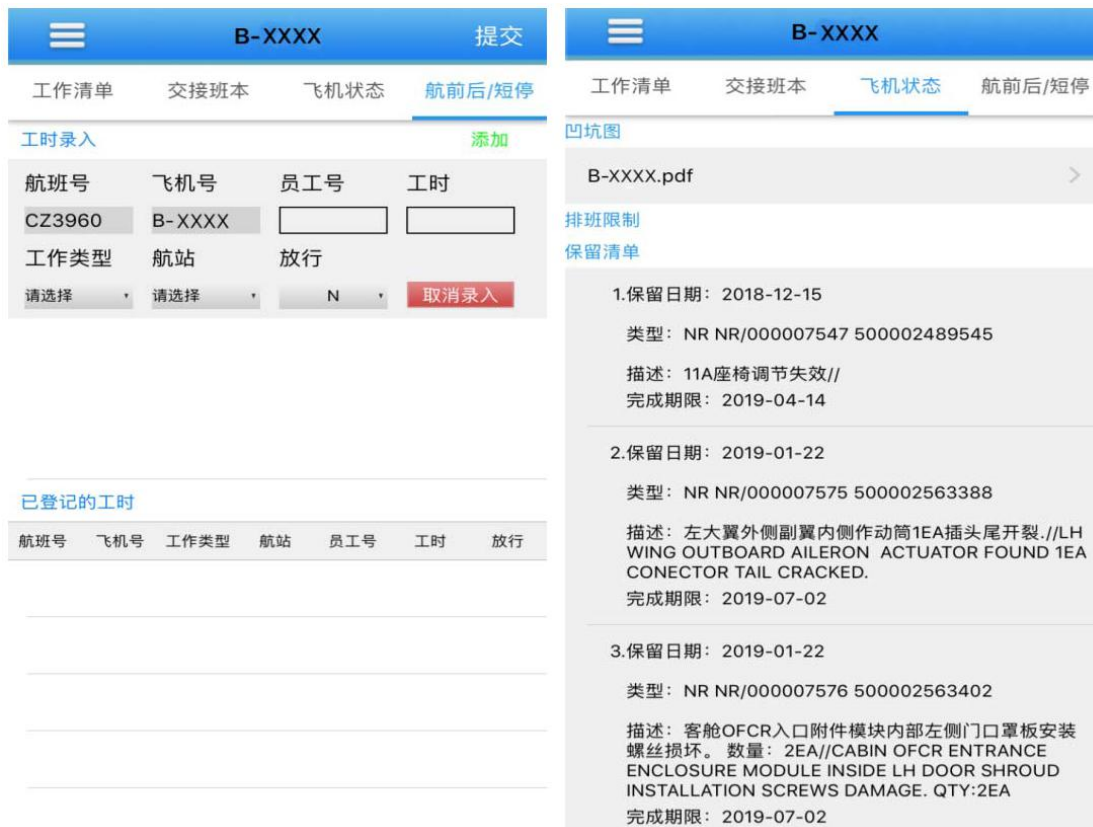 B-XXXX 提交
工作清单 交接班本 飞机状态 航前后/短停
工时录入 添加
航班号 飞机号 员工号 工时
CZ3960 B-XXXX
工作类型 航站 放行
请选择 请选择 N 取消录入
已登记的工时
航班号 飞机号 工作类型 航站 员工号 工时 放行
B-XXXX
工作清单 交接班本 飞机状态 航前后/短停
凹坑图
B-XXXX.pdf
排班限制
保留清单
1.保留日期：2018-12-15
类型：NR NR/000007547 500002489545
描述：11A座椅调节失效//
完成期限：2019-04-14
2.保留日期：2019-01-22
类型：NR NR/000007575 500002563388
描述：左大翼外侧副翼内侧作动筒1EA插头尾开裂.//LH
WING OUTBOARD AILERON ACTUATOR FOUND 1EA
CONECTOR TAIL CRACKED.
完成期限：2019-07-02
3.保留日期：2019-01-22
类型：NR NR/000007576 500002563402
描述：客舱OFCR入口附件模块内部左侧门口罩板安装
螺丝损坏。数量：2EA//CABIN OFCR ENTRANCE
ENCLOSURE MODULE INSIDE LH DOOR SHROUD
INSTALLATION SCREWS DAMAGE. QTY:2EA
完成期限：2019-07-02